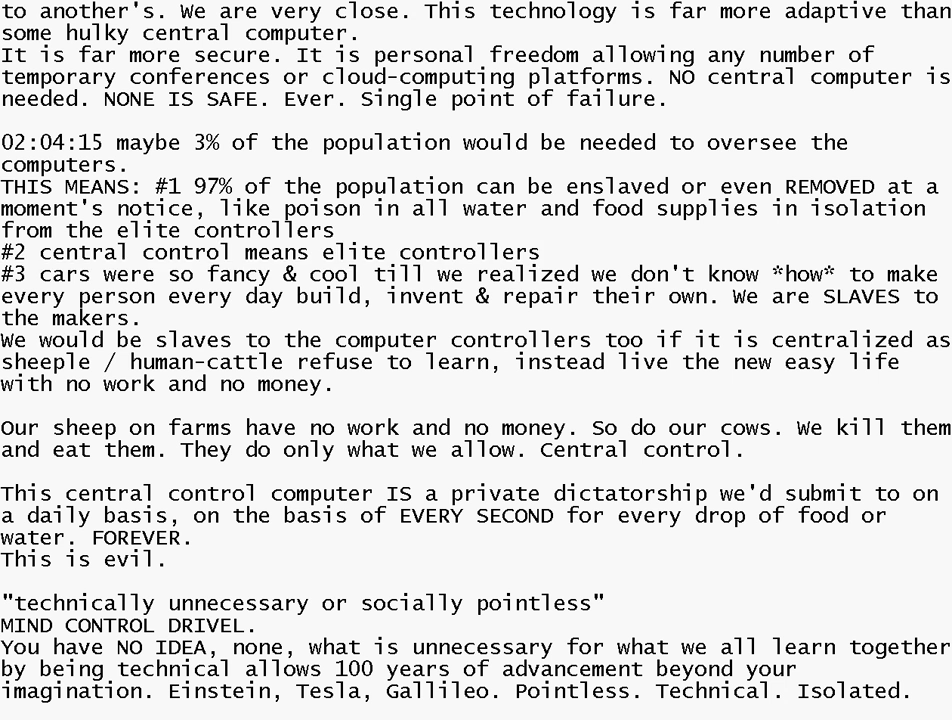 to another's. We are very close. This technology is far more adaptive than
some hulky central computer.
It is far more secure. It is personal freedom allowing any number of
temporary conferences or cloud-computing platforms. NO central computer is
needed. NONE IS SAFE. Ever. Single point of failure.
02:04:15 maybe 3% of the population would be needed to oversee the
computers.
THIS MEANS: #1 97% of the population can be enslaved or even REMOVED at a
moment's notice, like poison in all water and food supplies in isolation
from the elite controllers
#2 central control means elite controllers
#3 cars were so fancy & cool till we realized we don't know *how* to make
every person every day build, invent & repair their own. We are SLAVES to
the makers.
We would be slaves to the computer controllers too if it is centralized as
sheeple / human-cattle refuse to learn, instead live the new easy life
with no work and no money.
Our sheep on farms have no work and no money. So do our cows. We kill them
and eat them. They do only what we allow. Central control.
This central control computer IS a private dictatorship we'd submit to on
a daily basis, on the basis of EVERY SECOND for every drop of food or
water. FOREVER.
This is evil.
"technically unnecessary or socially pointless"
MIND CONTROL DRIVEL.
You have NO IDEA, none, what is unnecessary for what we all learn together
by being technical allows 100 years of advancement beyond your
imagination. Einstein, Tesla, Gallileo. Pointless. Technical. Isolated.